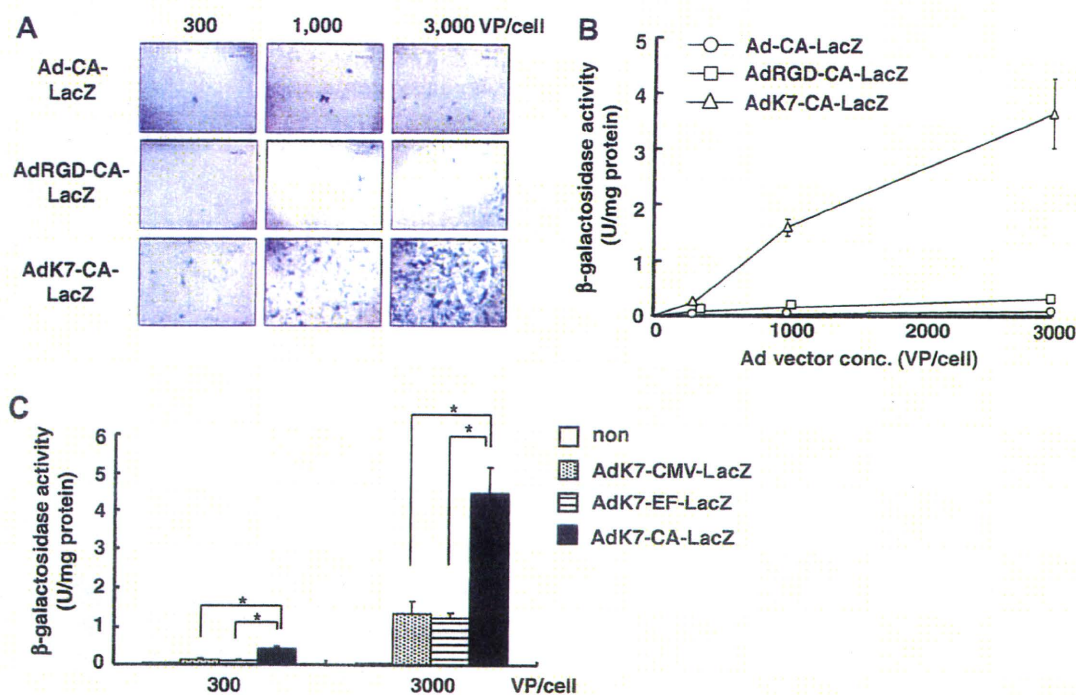 A
300
1,000
3,000 VP/cell
Ad-CA-
LacZ
AdRGD-CA-
LacZ
AdK7-CA-
LacZ
B
β-galactosidase activity
(U/mg protein)
5
4
3
2
1
0
0
1000
2000
3000
Ad vector conc. (VP/cell)
Ad-CA-LacZ
AdRGD-CA-LacZ
AdK7-CA-LacZ
C
β-galactosidase activity
(U/mg protein)
6
5
4
3
2
1
0
*
*
*
*
300
3000
VP/cell
non
AdK7-CMV-LacZ
AdK7-EF-LacZ
AdK7-CA-LacZ